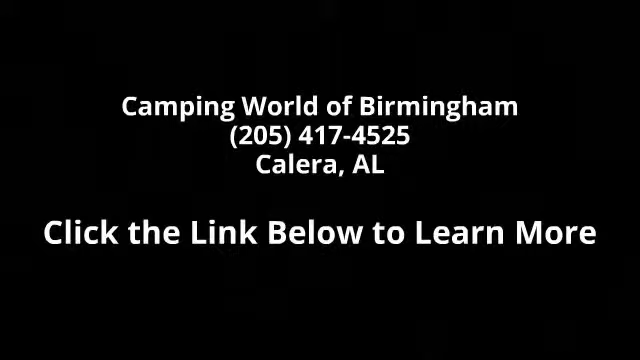 Camping World of Birmingham
(205) 417-4525
Calera, AL
Click the Link Below to Learn More